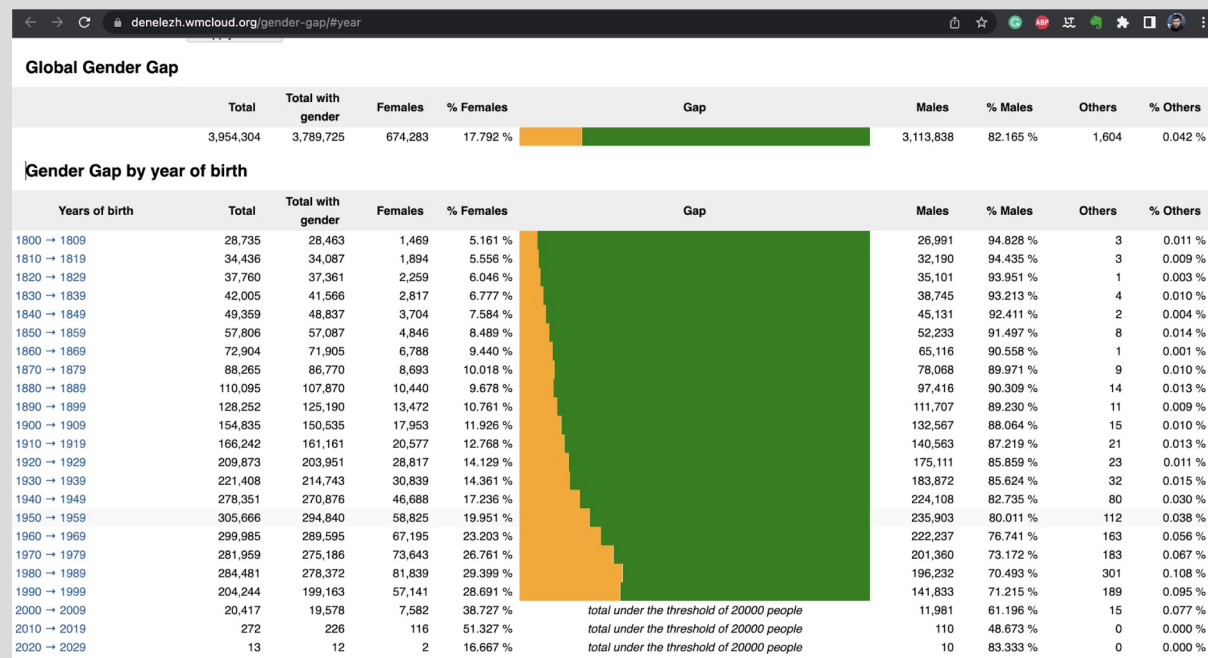 denelezh.wmcloud.org/gender-gap/#year
Global Gender Gap
Total Total with gender Females % Females Gap Males % Males Others % Others
3,954,304 3,789,725 674,283 17.792 % 3,113,838 82.165 % 1,604 0.042 %
Gender Gap by year of birth
Years of birth Total Total with gender Females % Females Gap Males % Males Others % Others
1800 → 1809 28,735 28,463 1,469 5.161 % 26,991 94.828 % 3 0.011 %
1810 → 1819 34,436 34,087 1,894 5.556 % 32,190 94.435 % 3 0.009 %
1820 → 1829 37,760 37,361 2,259 6.046 % 35,101 93.951 % 1 0.003 %
1830 → 1839 42,005 41,566 2,817 6.777 % 38,745 93.213 % 4 0.010 %
1840 → 1849 49,359 48,837 3,704 7.584 % 45,131 92.411 % 2 0.004 %
1850 → 1859 57,806 57,087 4,846 8.489 % 52,233 91.497 % 8 0.014 %
1860 → 1869 72,904 71,905 6,788 9.440 % 65,116 90.558 % 1 0.001 %
1870 → 1879 88,265 86,770 8,693 10.018 % 78,068 89.971 % 9 0.010 %
1880 → 1889 110,095 107,870 10,440 9.678 % 97,416 90.309 % 14 0.013 %
1890 → 1899 128,252 125,190 13,472 10.761 % 111,707 89.230 % 11 0.009 %
1900 → 1909 154,835 150,535 17,953 11.926 % 132,567 88.064 % 15 0.010 %
1910 → 1919 166,242 161,161 20,577 12.768 % 140,563 87.219 % 21 0.013 %
1920 → 1929 209,873 203,951 28,817 14.129 % 175,111 85.859 % 23 0.011 %
1930 → 1939 221,408 214,743 30,839 14.361 % 183,872 85.624 % 32 0.015 %
1940 → 1949 278,351 270,876 46,688 17.236 % 224,108 82.735 % 80 0.030 %
1950 → 1959 305,666 294,840 58,825 19.951 % 235,903 80.011 % 112 0.038 %
1960 → 1969 299,985 289,595 67,195 23.203 % 222,237 76.741 % 163 0.056 %
1970 → 1979 281,959 275,186 73,643 26.761 % 201,360 73.172 % 183 0.067 %
1980 → 1989 284,481 278,372 81,839 29.399 % 196,232 70.493 % 301 0.108 %
1990 → 1999 204,244 199,163 57,141 28.691 % 141,833 71.215 % 189 0.095 %
2000 → 2009 20,417 19,578 7,582 38.727 % total under the threshold of 20000 people 11,981 61.196 % 15 0.077 %
2010 → 2019 272 226 116 51.327 % total under the threshold of 20000 people 110 48.673 % 0 0.000 %
2020 → 2029 13 12 2 16.667 % total under the threshold of 20000 people 10 83.333 % 0 0.000 %